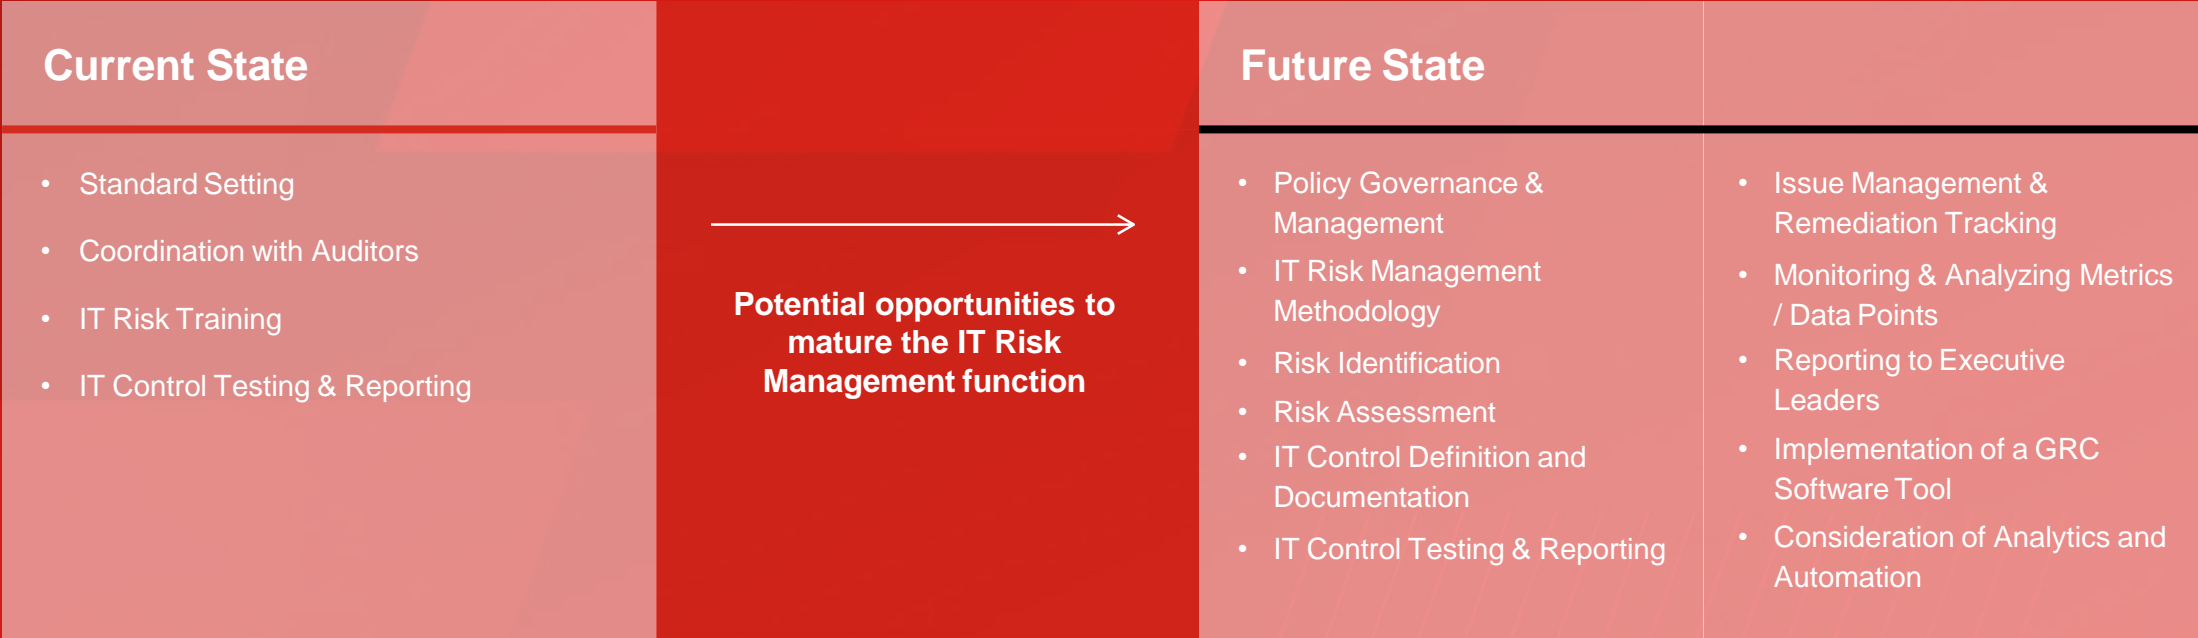 Current State
• Standard Setting
• Coordination with Auditors
• IT Risk Training
• IT Control Testing & Reporting
Potential opportunities to
mature the IT Risk
Management function
Future State
• Policy Governance &
Management
• IT Risk Management
Methodology
• Risk Identification
• Risk Assessment
• IT Control Definition and
Documentation
• IT Control Testing & Reporting
• Issue Management &
Remediation Tracking
• Monitoring & Analyzing Metrics
/ Data Points
• Reporting to Executive
Leaders
• Implementation of a GRC
Software Tool
• Consideration of Analytics and
Automation